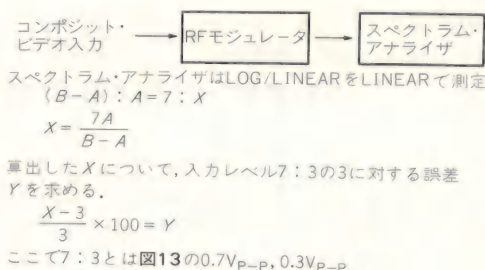 コンポジット・
ビデオ入力
RFモジュレータ
スペクトラム・
アナライザ
スペクトラム・アナライザはLOG/LINEARをLINEARで測定
(B−A):A=7:X
X=7A/(B−A)
算出したXについて,入力レベル7:3の3に対する誤差
Yを求める.
(X−3)/3×100=Y
ここで7:3とは図13の0.7VP−P,0.3VP−P